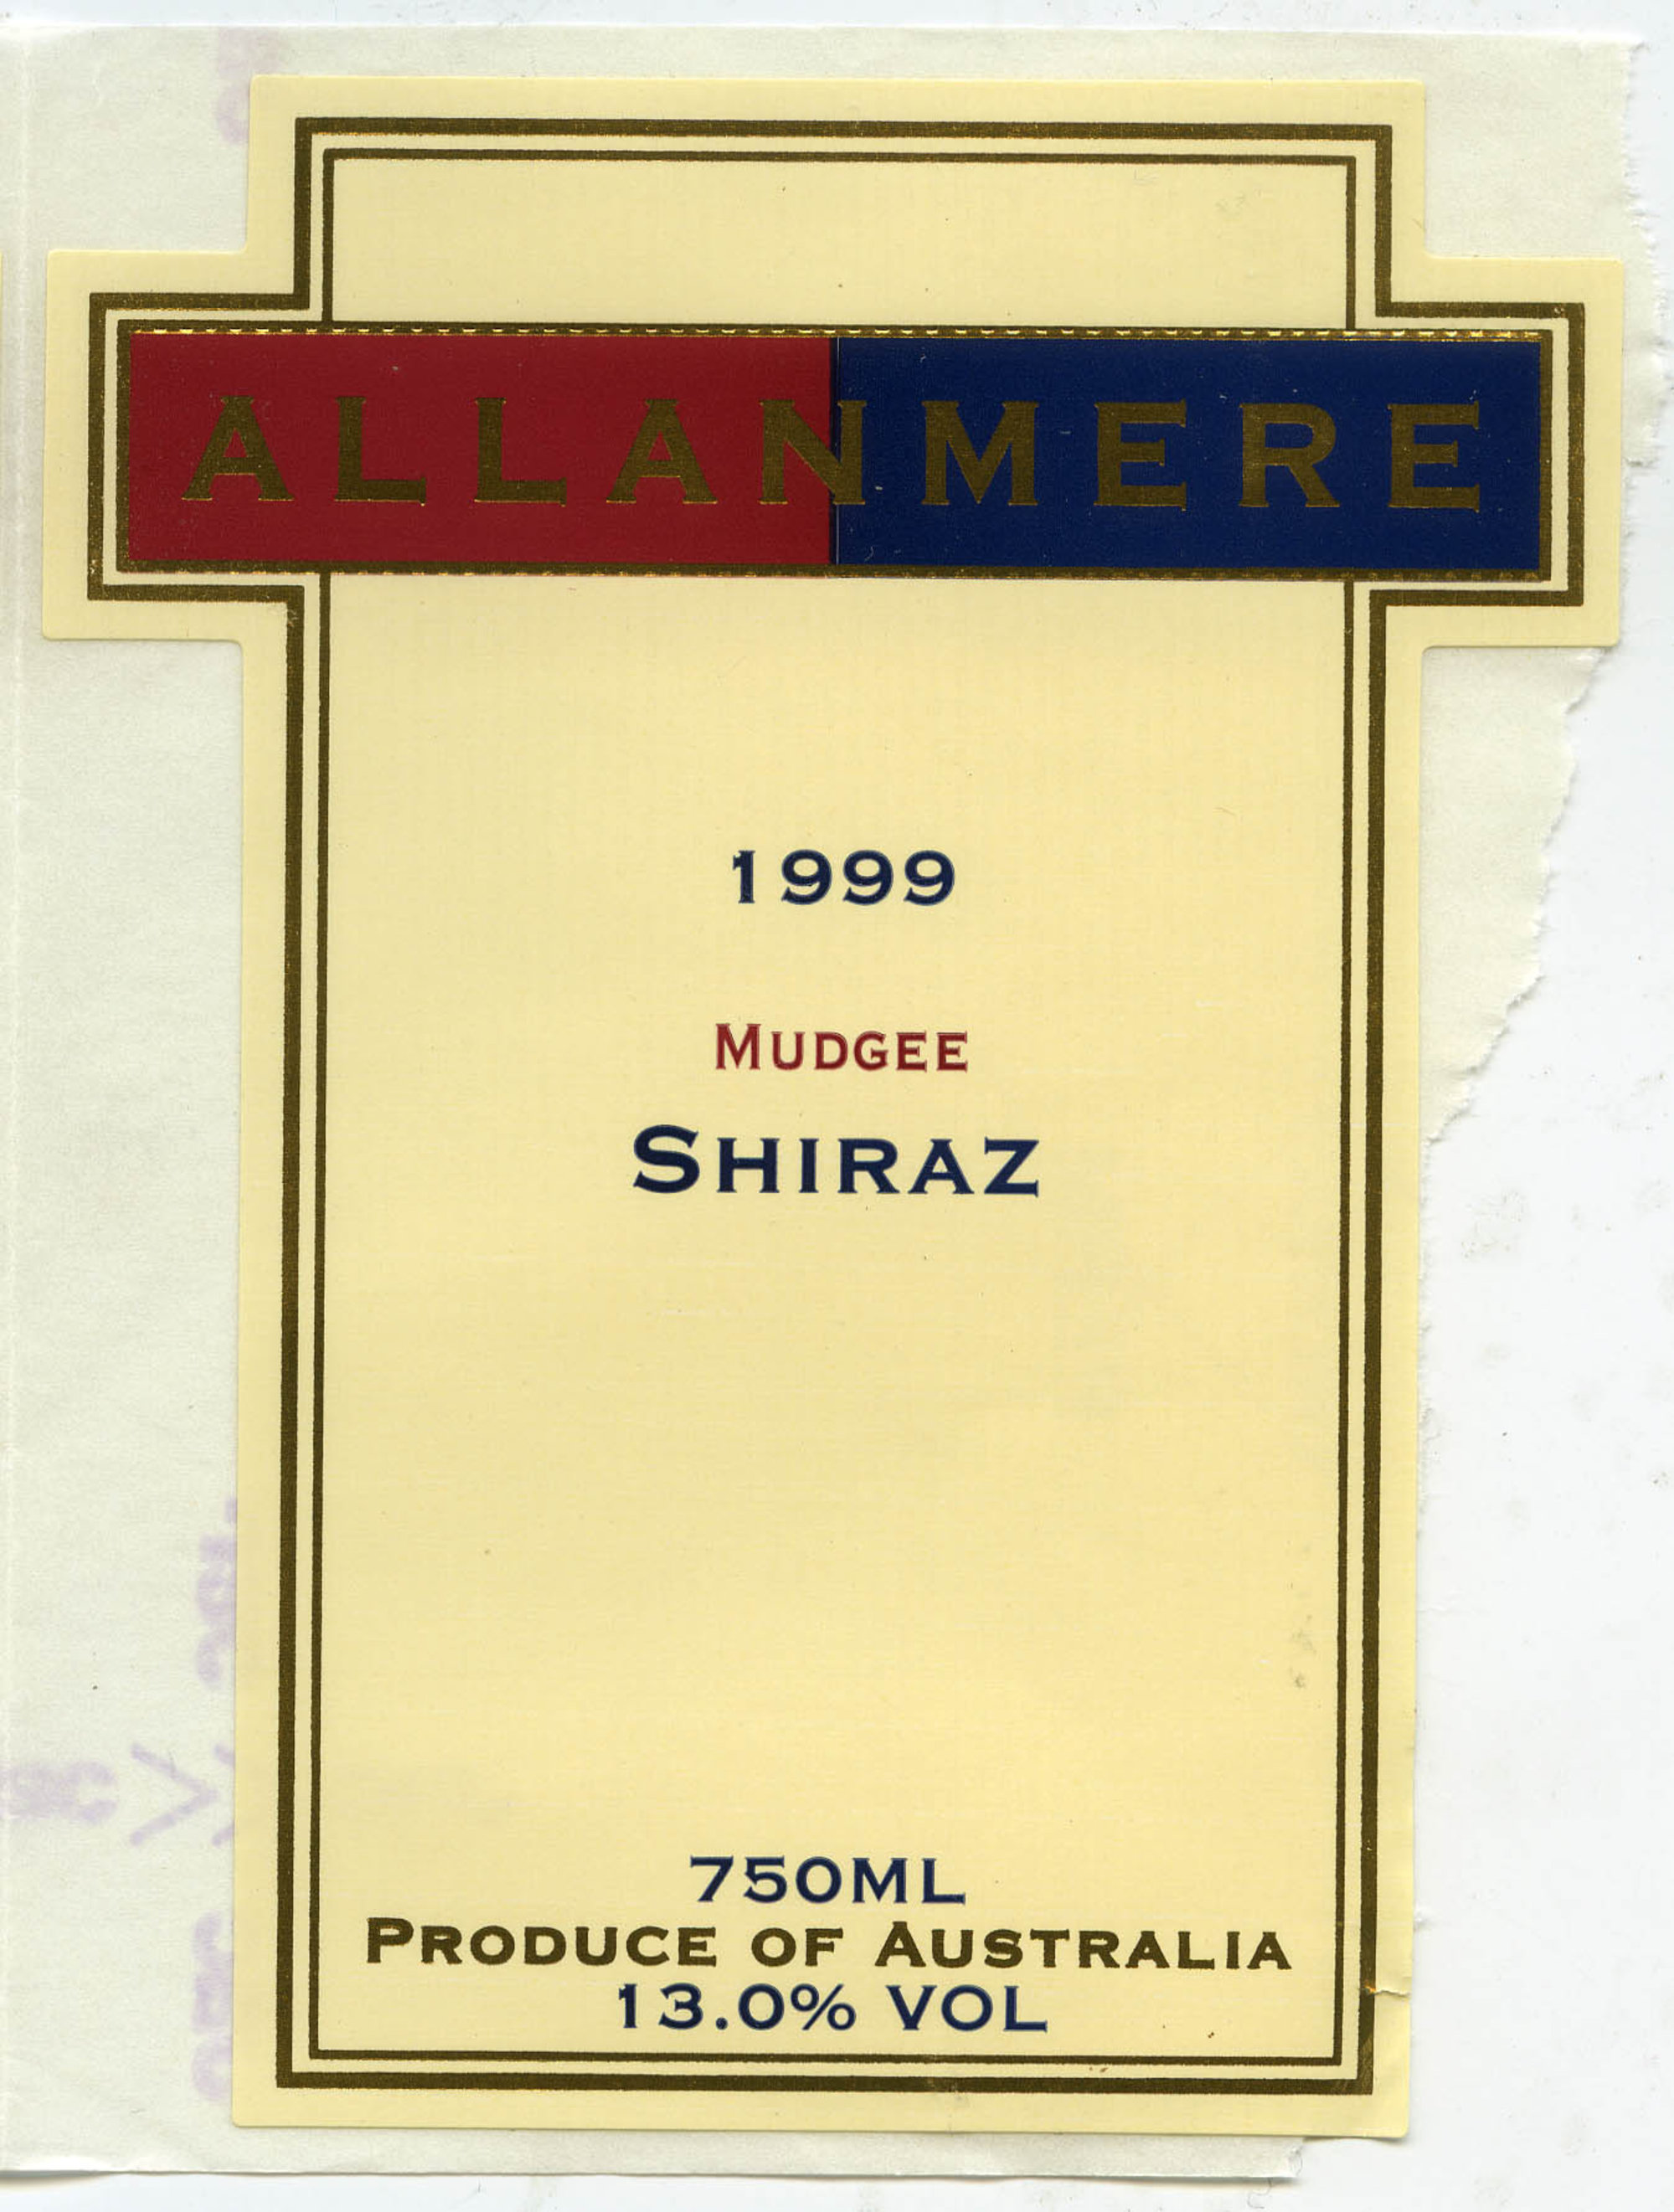 ALLANMERE
1999
MUDGEE
SHIRAZ
750ML
PRODUCE OF AUSTRALIA
13.0% VOL